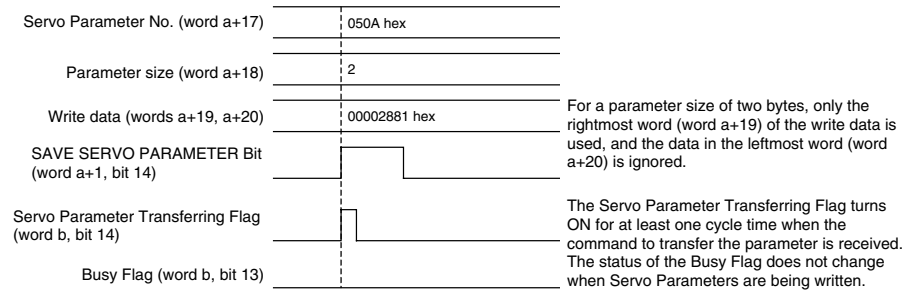 Servo Parameter No. (word a+17)
050A hex
Parameter size (word a+18)
2
Write data (words a+19, a+20)
00002881 hex
For a parameter size of two bytes, only the
rightmost word (word a+19) of the write data is
used, and the data in the leftmost word (word
a+20) is ignored.
SAVE SERVO PARAMETER Bit
(word a+1, bit 14)
Servo Parameter Transferring Flag
(word b, bit 14)
The Servo Parameter Transferring Flag turns
ON for at least one cycle time when the
command to transfer the parameter is received.
The status of the Busy Flag does not change
when Servo Parameters are being written.
Busy Flag (word b, bit 13)